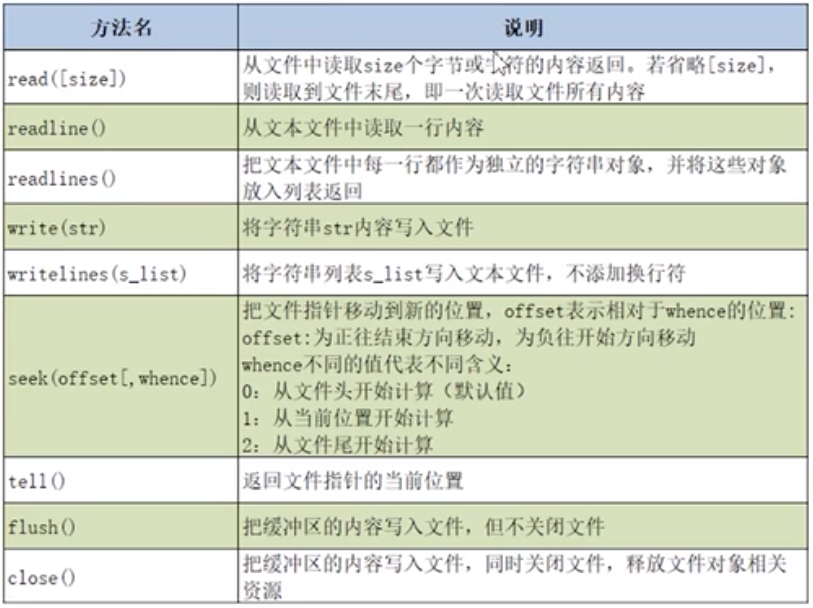 方法名 说明
read([size])
从文件中读取size个字节或字符的内容返回。若省略[size],
则读取到文件末尾，即一次读取文件所有内容
readline()
从文本文件中读取一行内容
readlines()
把文本文件中每一行都作为独立的字符串对象，并将这些对象
放入列表返回
write(str)
将字符串str内容写入文件
writelines(s_list)
将字符串列表s_list写入文本文件，不添加换行符
seek(offset[,whence])
把文件指针移动到新的位置，offset表示相对于whence的位置:
offset:为正往结束方向移动，为负往开始方向移动
whence不同的值代表不同含义:
0: 从文件头开始计算（默认值）
1: 从当前位置开始计算
2: 从文件尾开始计算
tell()
返回文件指针的当前位置
flush()
把缓冲区的内容写入文件，但不关闭文件
close()
把缓冲区的内容写入文件，同时关闭文件，释放文件对象相关
资源